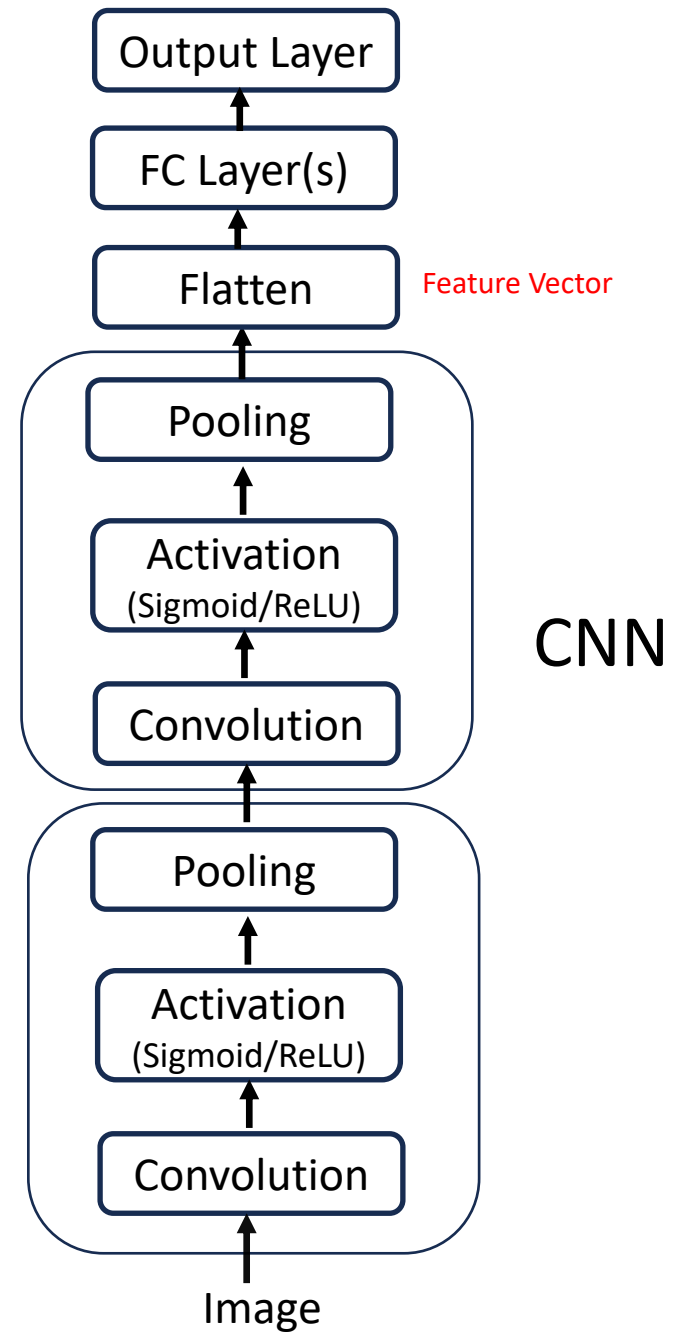 Output Layer
FC Layer(s)
Flatten
Feature Vector
Pooling
Activation
(Sigmoid/ReLU)
CNN
Convolution
Pooling
Activation
(Sigmoid/ReLU)
Convolution
Image